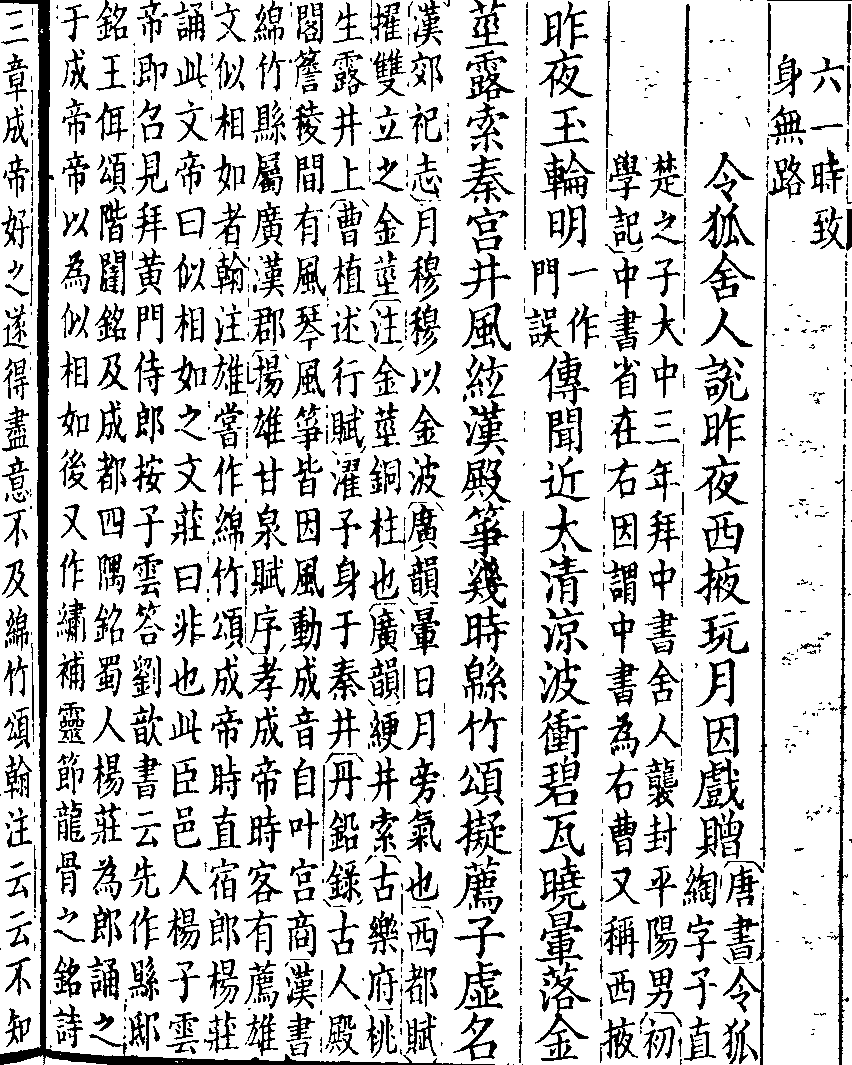 六一時致
身無路
令狐舍人說昨夜西掖玩月因戲贈
唐書令狐
綯字子直
楚之子大中三年拜中書舍人襲封平陽男初
學記中書省在右因謂中書為右曹又稱西掖
昨夜玉輪明
一作
門誤
傳聞近太清涼波衝碧瓦曉暈落金
莖露索秦宮井風絃漢殿箏幾時緜竹頌擬薦子虛名
漢郊祀志月穆穆以金波廣韻暈日月旁氣也西都賦
擢雙立之金莖注金莖銅柱也廣韻綆井索古樂府桃
生露井上曹植述行賦濯予身于秦井丹鉛錄古人殿
閣簷稜間有風琴風箏皆因風動成音自叶宮商漢書
綿竹縣屬廣漢郡揚雄甘泉賦序孝成帝時客有薦雄
文似相如者翰注雄嘗作綿竹頌成帝時直宿郎楊莊
誦此文帝曰似相如之文莊曰非也此臣邑人楊子雲
帝即召見拜黃門侍郎按子雲答劉歆書云先作縣邸
銘王佴頌階闥銘及成都四隅銘蜀人楊莊為郎誦之
于成帝帝以為似相如後又作繡補靈節龍骨之銘詩
三章成帝好之遂得盡意不及綿竹頌翰注云云不知